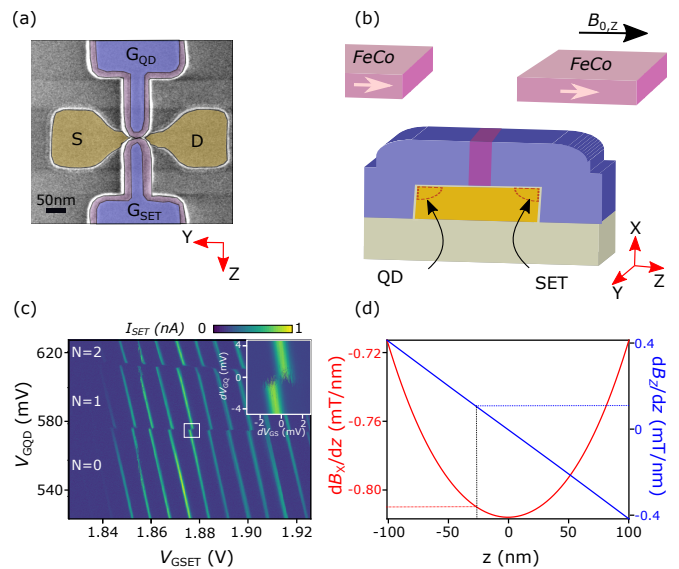 (a)
G_QD
S
D
50nm
G_SET
Y
Z
(b)
B_0,Z
FeCo
FeCo
QD
SET
X
Y
Z
(c)
I_SET (nA) 0 1
N=2
N=1
N=0
620
580
540
V_GQD (mV)
1.84
1.86
1.88
1.90
1.92
V_GSET (V)
4
0
-4
dV_GQ (mV)
-2
0
2
dV_GS (mV)
(d)
-0.72
-0.76
-0.80
dB_X/dz (mT/nm)
0.4
0
-0.4
dB_Z/dz (mT/nm)
-100
-50
0
50
100
z (nm)